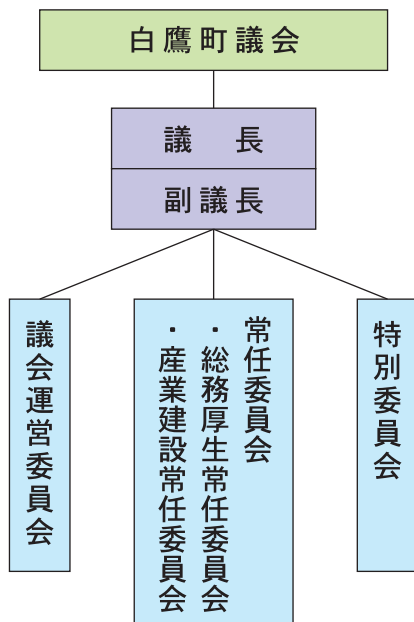 白鷹町議会
議　長
副議長
議会運営委員会
常任委員会
・総務厚生常任委員会
・産業建設常任委員会
特別委員会